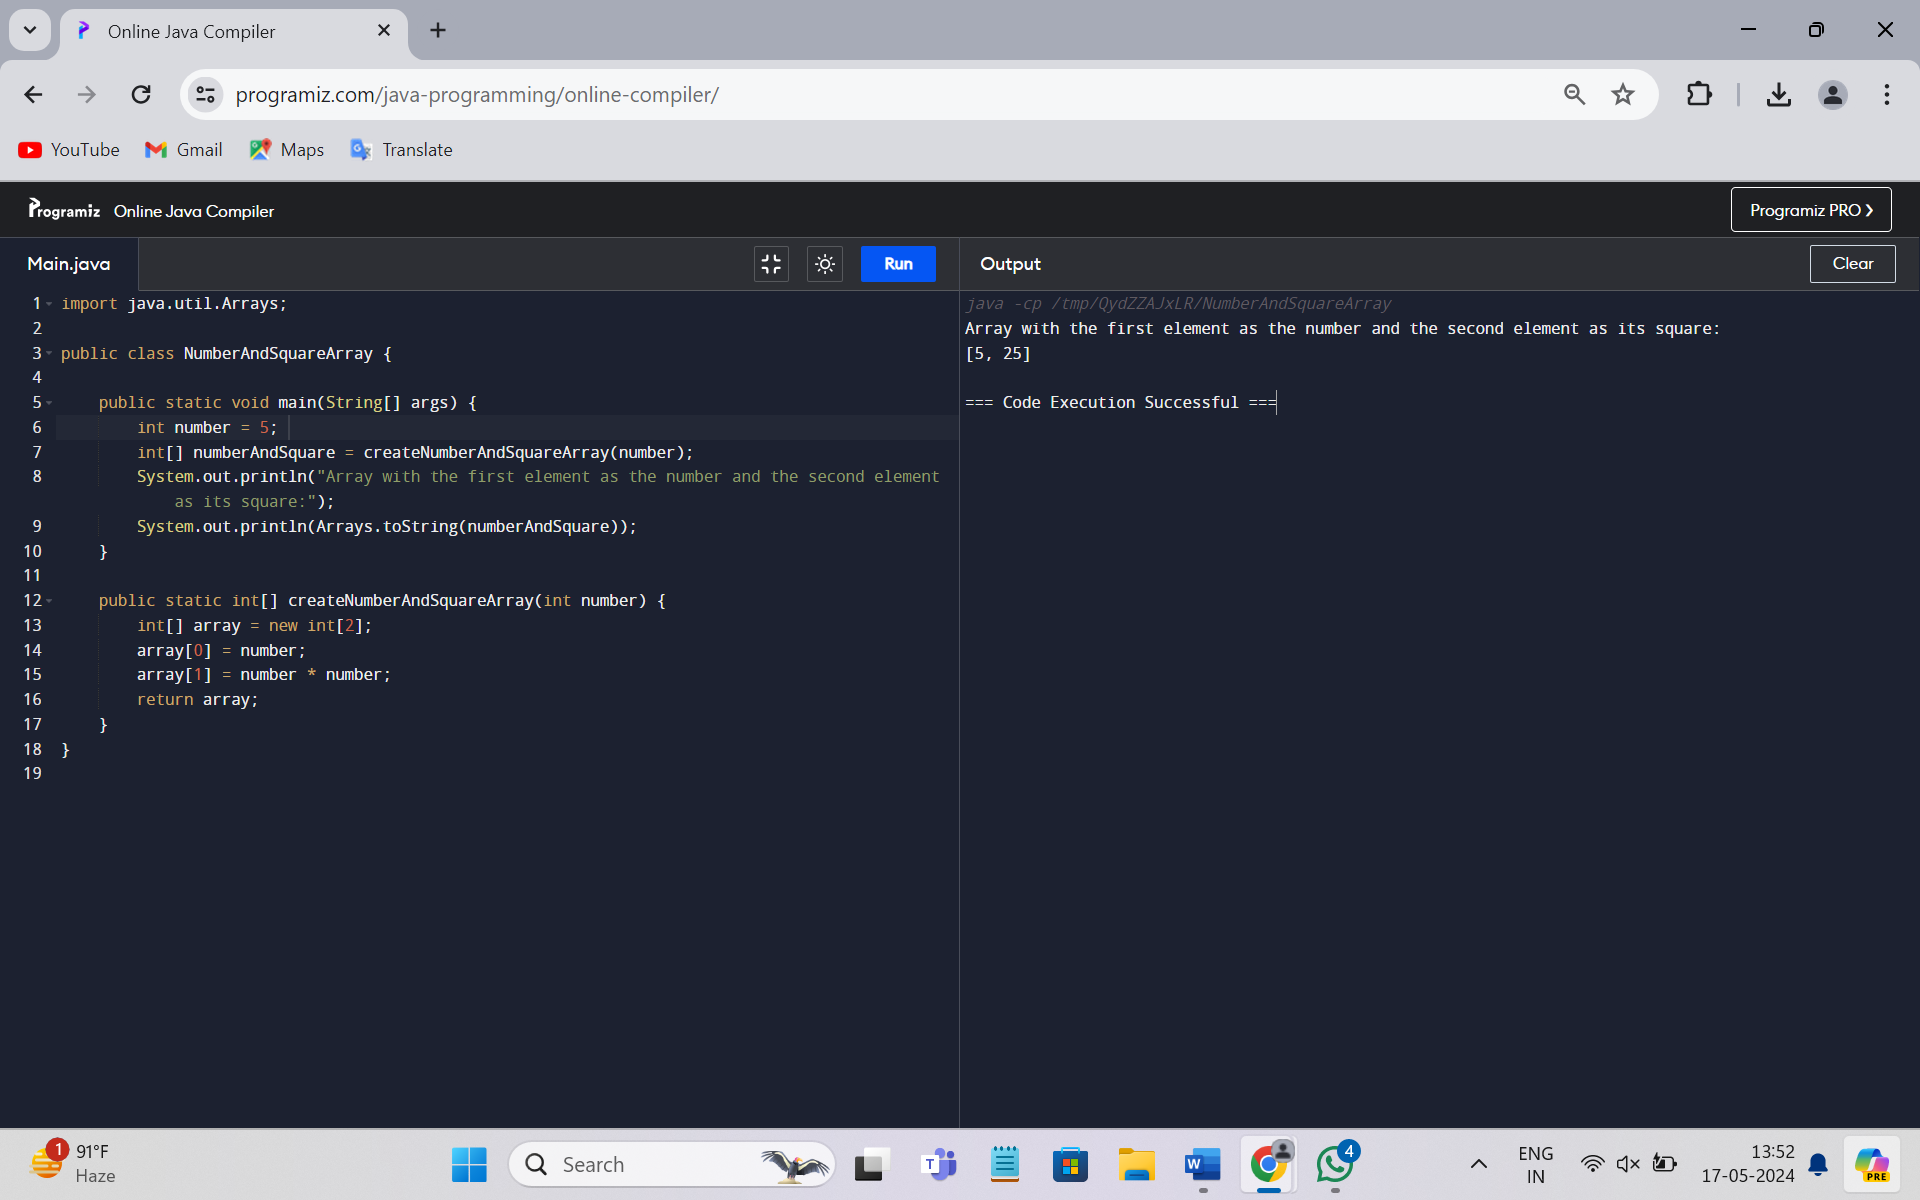 Online Java Compiler
programiz.com/java-programming/online-compiler/
YouTube Gmail Maps Translate
Programiz Online Java Compiler
Programiz PRO
Main.java
Run
Output
Clear
1 import java.util.Arrays;
2
3 public class NumberAndSquareArray {
4
5 public static void main(String[] args) {
6 int number = 5;
7 int[] numberAndSquare = createNumberAndSquareArray(number);
8 System.out.println("Array with the first element as the number and the second element
as its square:");
9 System.out.println(Arrays.toString(numberAndSquare));
10 }
11
12 public static int[] createNumberAndSquareArray(int number) {
13 int[] array = new int[2];
14 array[0] = number;
15 array[1] = number * number;
16 return array;
17 }
18 }
19
java -cp /tmp/QydZZAJxLR/NumberAndSquareArray
Array with the first element as the number and the second element as its square:
[5, 25]
=== Code Execution Successful ===
1
91°F
Haze
Search
T
W
4
ENG
IN
13:52
17-05-2024
PRE